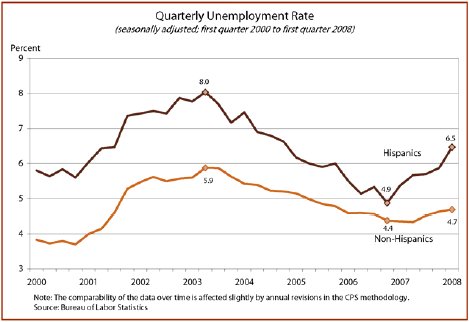 Quarterly Unemployment Rate
(seasonally adjusted; first quarter 2000 to first quarter 2008)
Percent
9
8
7
6
5
4
3
8.0
6.5
Hispanics
5.9
4.9
4.4
4.7
Non-Hispanics
2000 2001 2002 2003 2004 2005 2006 2007 2008
Note: The comparability of the data over time is affected slightly by annual revisions in the CPS methodology.
Source: Bureau of Labor Statistics